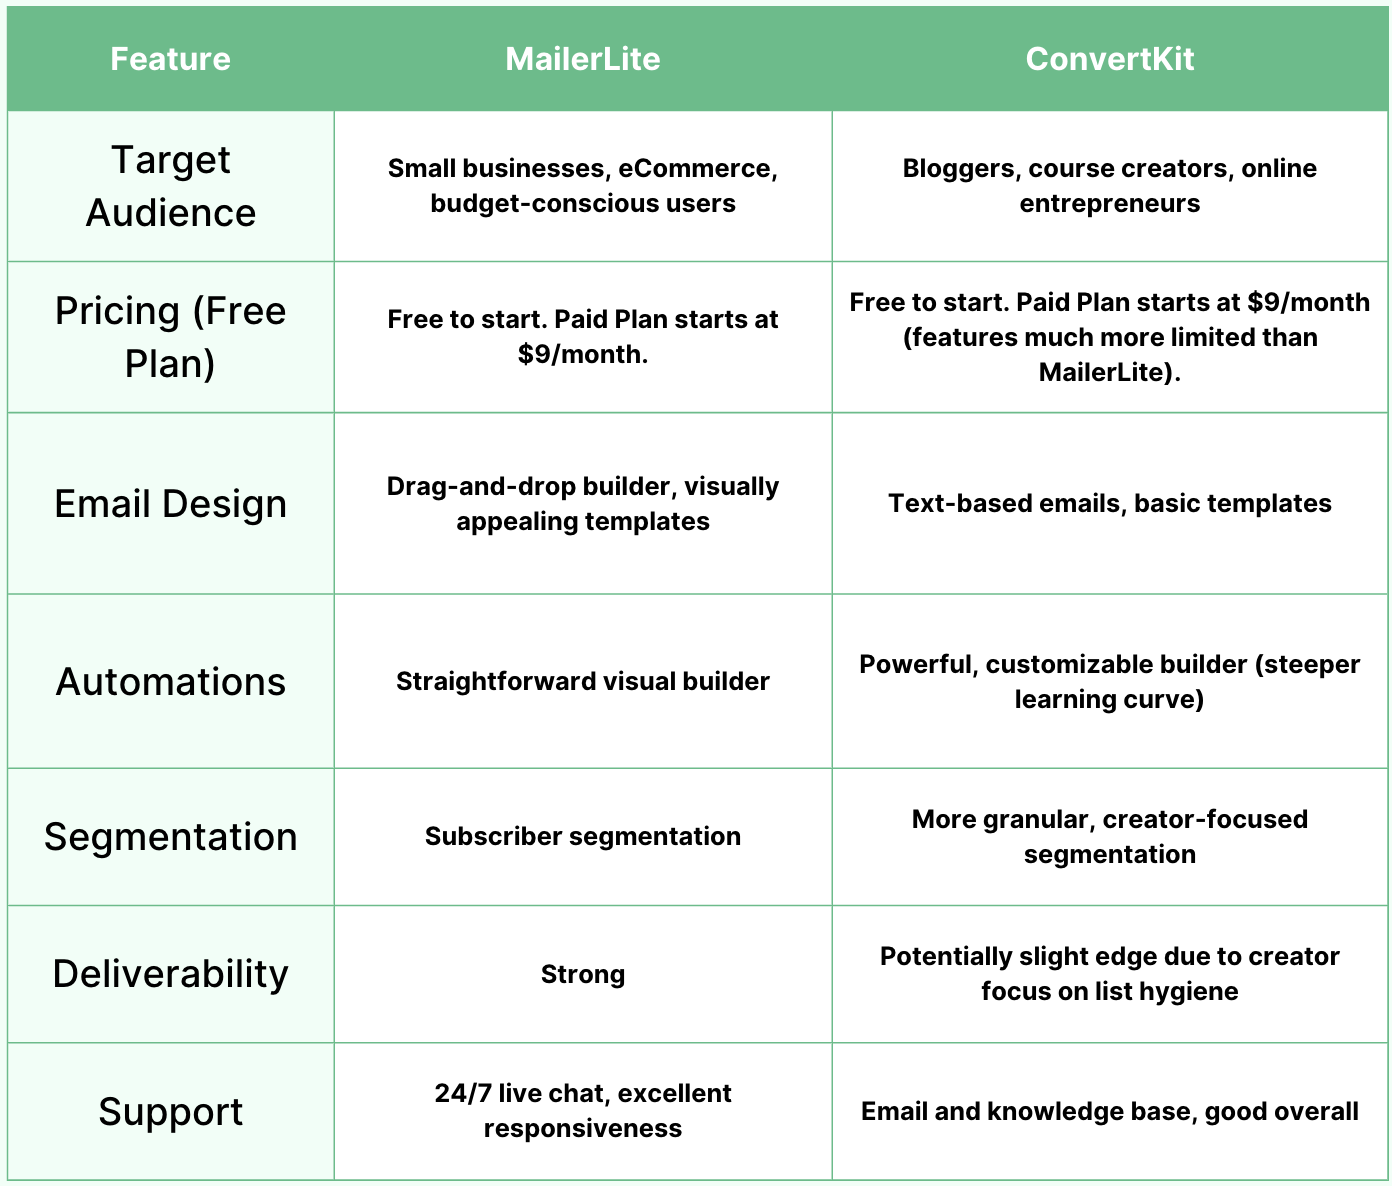 Feature
MailerLite
ConvertKit
Target
Audience
Small businesses, eCommerce,
budget-conscious users
Bloggers, course creators, online
entrepreneurs
Pricing (Free
Plan)
Free to start. Paid Plan starts at
$9/month.
Free to start. Paid Plan starts at $9/month
(features much more limited than
MailerLite).
Email Design
Drag-and-drop builder, visually
appealing templates
Text-based emails, basic templates
Automations
Straightforward visual builder
Powerful, customizable builder (steeper
learning curve)
Segmentation
Subscriber segmentation
More granular, creator-focused
segmentation
Deliverability
Strong
Potentially slight edge due to creator
focus on list hygiene
Support
24/7 live chat, excellent
responsiveness
Email and knowledge base, good overall